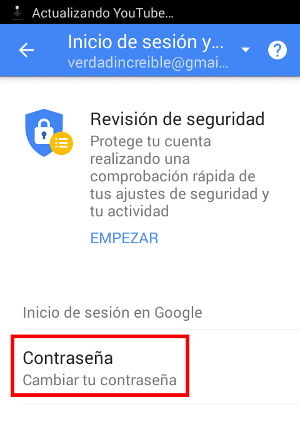 Actualizando YouTube...
Inicio de sesión y...
verdadincreible@gmai...
Revisión de seguridad
Protege tu cuenta
realizando una
comprobación rápida de
tus ajustes de seguridad y
tu actividad
EMPEZAR
Inicio de sesión en Google
Contraseña
Cambiar tu contraseña